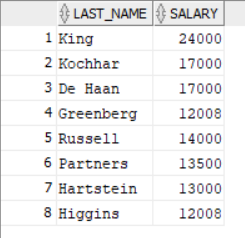 LAST_NAME SALARY
1 King 24000
2 Kochhar 17000
3 De Haan 17000
4 Greenberg 12008
5 Russell 14000
6 Partners 13500
7 Hartstein 13000
8 Higgins 12008